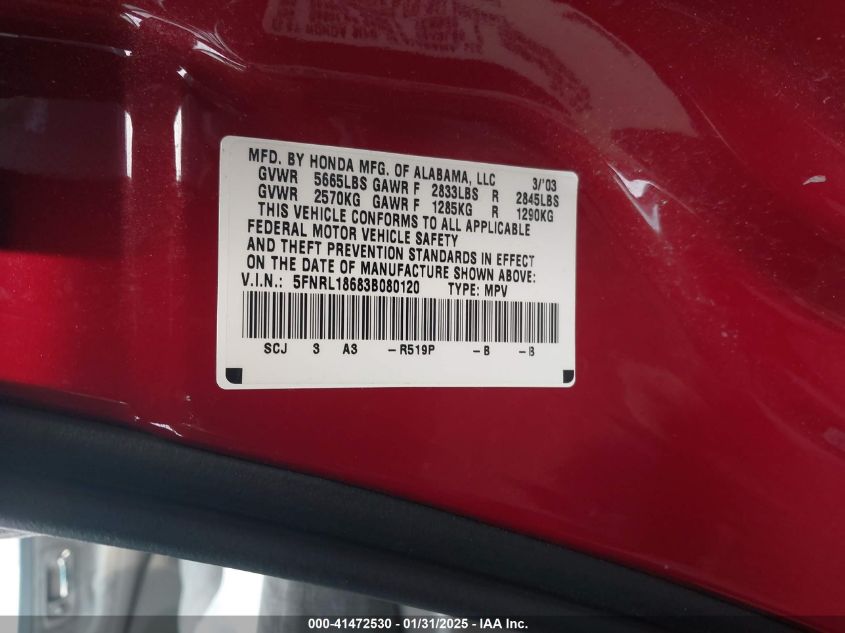 MFD. BY HONDA MFG. OF ALABAMA, LLC 3/'03
GVWR 5665LBS GAWR F 2833LBS R 2845LBS
GVWR 2570KG GAWR F 1285KG R 1290KG
THIS VEHICLE CONFORMS TO ALL APPLICABLE
FEDERAL MOTOR VEHICLE SAFETY
AND THEFT PREVENTION STANDARDS IN EFFECT
ON THE DATE OF MANUFACTURE SHOWN ABOVE:
V.I.N.: 5FNRL18683B080120 TYPE: MPV
SCJ 3 A3 -R519P -B -B
000-41472530 - 01/31/2025 - IAA Inc.